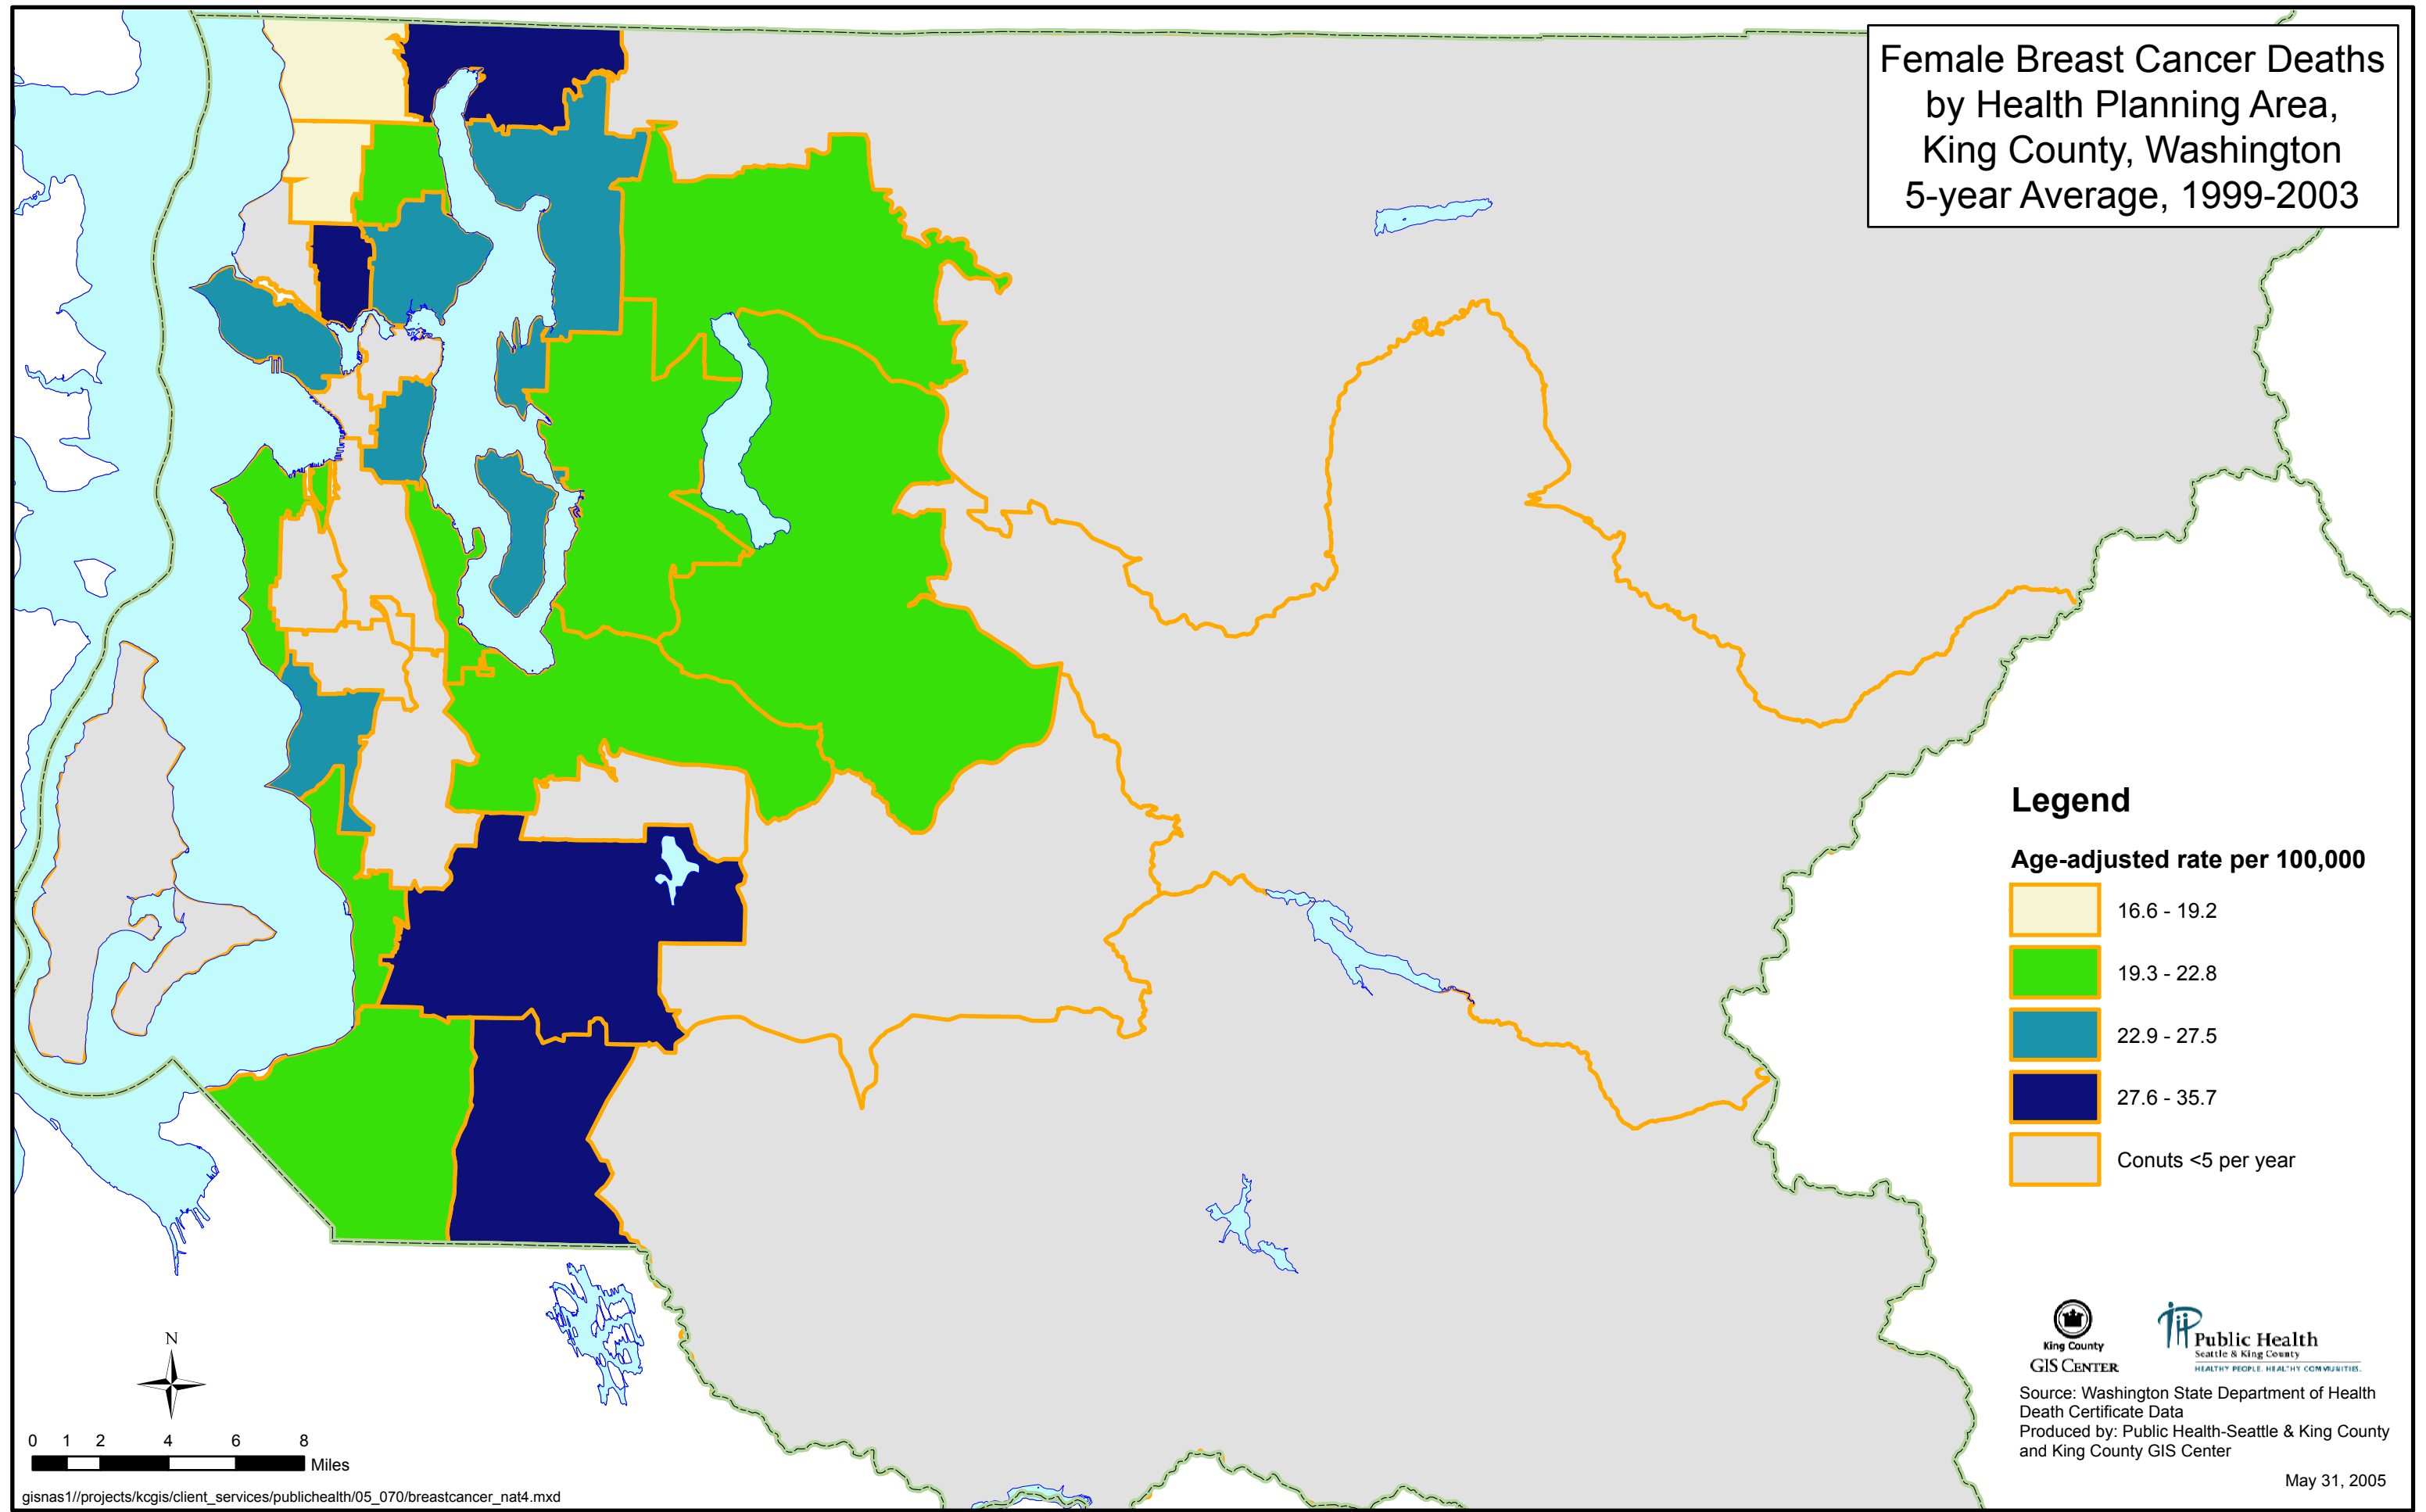 Female Breast Cancer Deaths
by Health Planning Area,
King County, Washington
5-year Average, 1999-2003
Legend
Age-adjusted rate per 100,000
16.6 - 19.2
19.3 - 22.8
22.9 - 27.5
27.6 - 35.7
Conuts <5 per year
King County
GIS CENTER
Public Health
Seattle & King County
HEALTHY PEOPLE. HEALTHY COMMUNITIES.
Source: Washington State Department of Health
Death Certificate Data
Produced by: Public Health-Seattle & King County
and King County GIS Center
May 31, 2005
N
0 1 2 4 6 8
Miles
gisnas1//projects/kcgis/client_services/publichealth/05_070/breastcancer_nat4.mxd